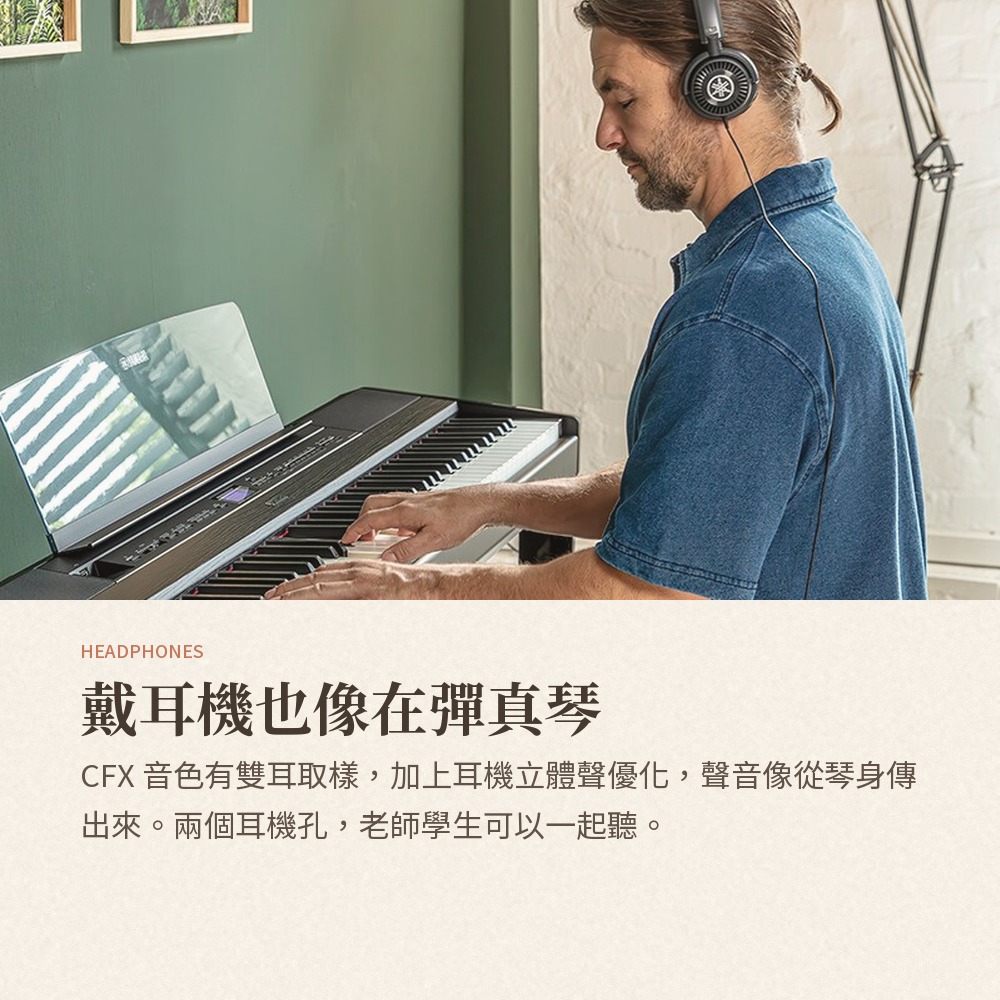 HEADPHONES
戴耳機也像在彈真琴
CFX 音色有雙耳取樣，加上耳機立體聲優化，聲音像從琴身傳
出來。兩個耳機孔，老師學生可以一起聽。